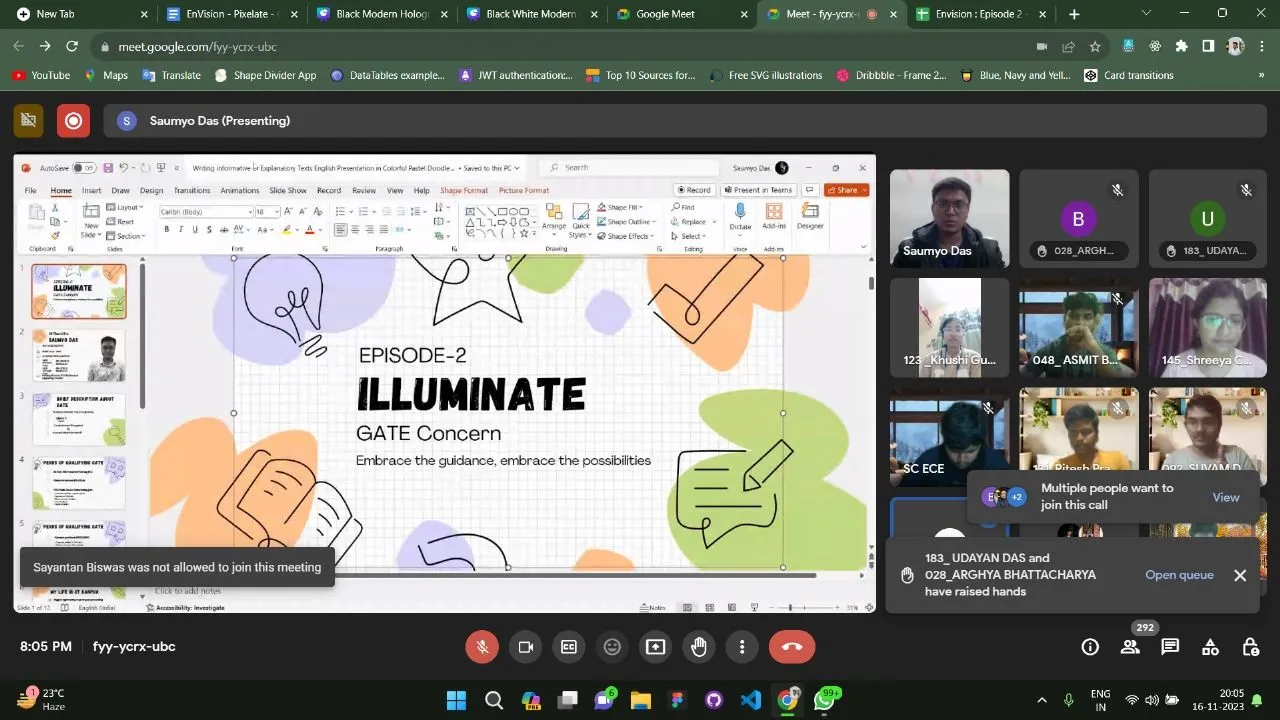 New Tab
EnVision - Pixelate - C
Black Modern Holog
Black White Modern
Google Meet
Meet - fyy-ycrx-u
Envision : Episode 2 -
meet.google.com/fyy-ycrx-ubc
YouTube
Maps
Translate
Shape Divider App
DataTables example...
JWT authentication:...
Top 10 Sources for...
Free SVG illustrations
Dribbble - Frame 2...
Blue, Navy and Yell...
Card transitions
»
S
Saumyo Das (Presenting)
AutoSave
Off
Writing Informative or Explanatory Texts English Presentation in Colorful Pastel Doodle... • Saved to this PC
Search
Saumyo Das
File Home Insert Draw Design Transitions Animations Slide Show Record Review View Help Shape Format Picture Format
Record
Present in Teams
Share
Paste
New
Slide
Layout
Reset
Section
Calibri (Body)
18
Arrange
Quick
Styles
Shape Fill
Shape Outline
Shape Effects
Find
Replace
Select
Dictate
Add-ins
Designer
Clipboard
Slides
Font
Paragraph
Drawing
Editing
Voice
Add-ins
1
EPISODE-2
ILLUMINATE
GATE Concern
2
SAUMYO DAS
3
BRIEF DESCRIPTION ABOUT
GATE
4
PERKS OF QUALIFYING GATE
5
PERKS OF QUALIFYING GATE
MY LIFE IN IIT KANPUR
EPISODE-2
ILLUMINATE
GATE Concern
Embrace the guidance, embrace the possibilities
Click to add notes
Slide 1 of 12
English (India)
Accessibility: Investigate
Notes
31%
Saumyo Das
B
028_ARGH...
U
183_UDAYA...
123_ Khushi Gu...
048_ ASMIT B...
145_Shreeya C...
SC ECE
Multiple people want to
join this call
+2
View
183_ UDAYAN DAS and
028_ARGHYA BHATTACHARYA
have raised hands
Sayantan Biswas was not allowed to join this meeting
8:05 PM
fyy-ycrx-ubc
292
1
23°C
Haze
PRE
6
99+
ENG
IN
20:05
16-11-2023